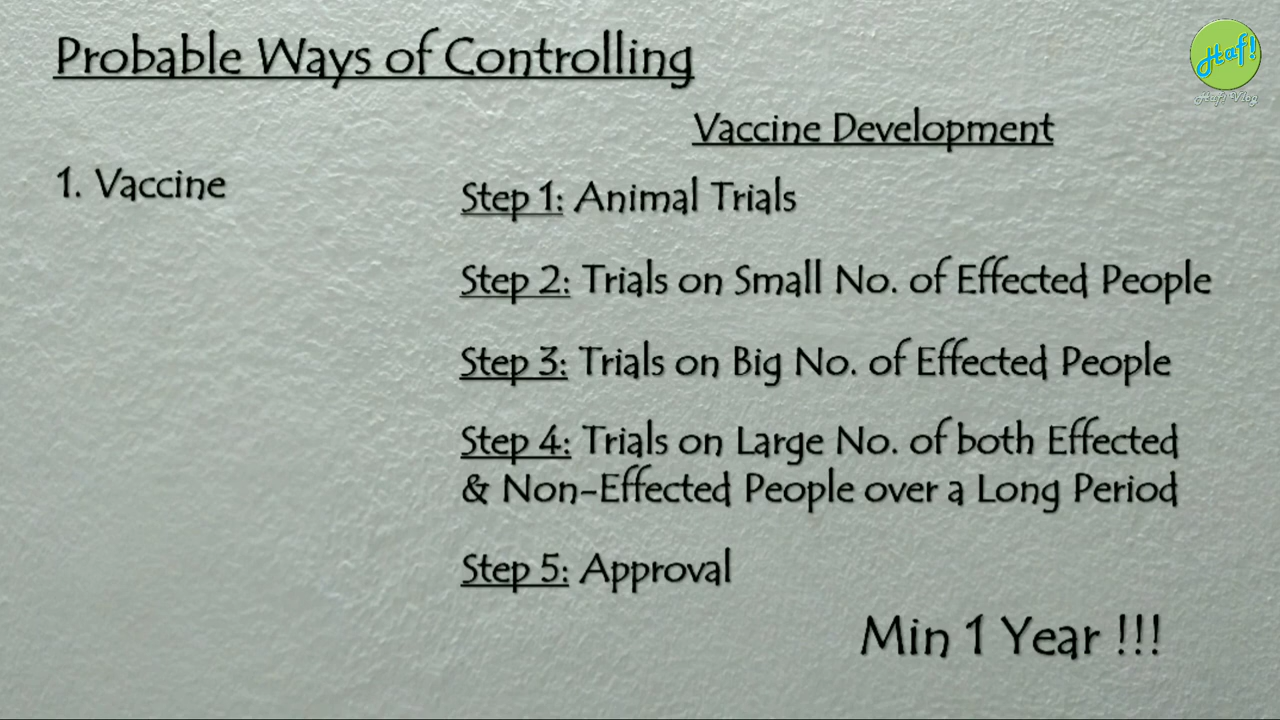 Probable Ways of Controlling
Haf!
Haf! Vlog
Vaccine Development
1. Vaccine
Step 1: Animal Trials
Step 2: Trials on Small No. of Effected People
Step 3: Trials on Big No. of Effected People
Step 4: Trials on Large No. of both Effected
& Non-Effected People over a Long Period
Step 5: Approval
Min 1 Year !!!